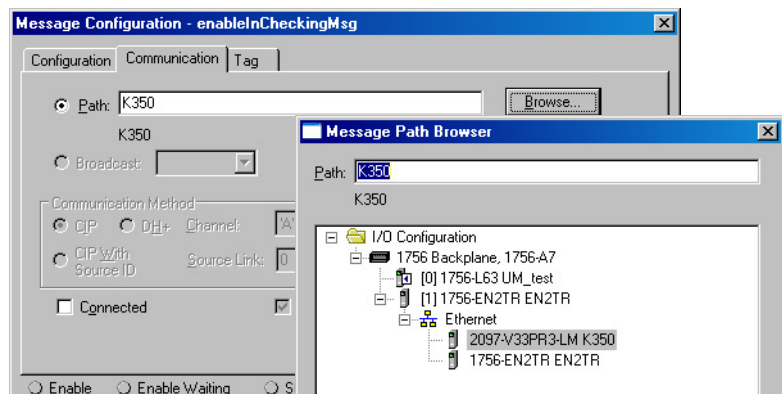 Message Configuration - enableInCheckingMsg
Configuration Communication Tag
Path: K350 Browse...
K350
Broadcast:
Communication Method
CIP DH+ Channel: 'A'
CIP With Source ID Source Link: 0
Connected
Enable Enable Waiting S
Message Path Browser
Path: K350
K350
I/O Configuration
1756 Backplane, 1756-A7
[0] 1756-L63 UM_test
[1] 1756-EN2TR EN2TR
Ethernet
2097-V33PR3-LM K350
1756-EN2TR EN2TR